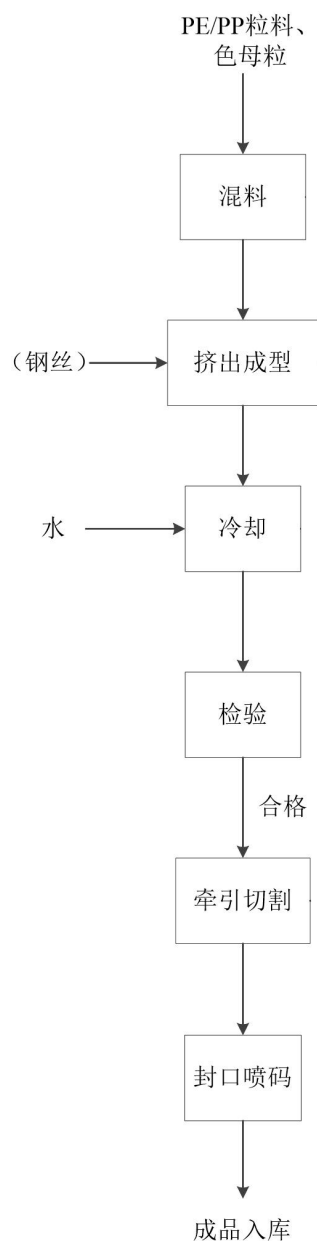 PE/PP粒料、
色母粒
混料
（钢丝）
挤出成型
水
冷却
检验
合格
牵引切割
封口喷码
成品入库